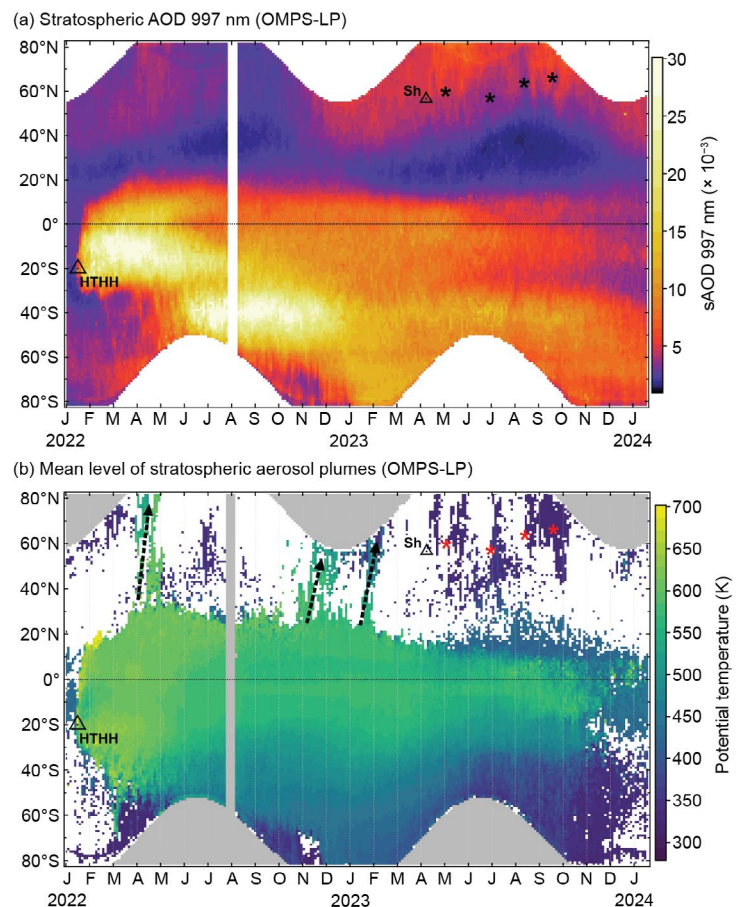 (a) Stratospheric AOD 997 nm (OMPS-LP)
80°N
60°N
40°N
20°N
0°
20°S
40°S
60°S
80°S
Sh
*
*
*
*
HTHH
J F M A M J J A S O N D J F M A M J J A S O N D J
2022 2023 2024
30
25
20
15
10
5
sAOD 997 nm (× 10⁻³)
(b) Mean level of stratospheric aerosol plumes (OMPS-LP)
80°N
60°N
40°N
20°N
0°
20°S
40°S
60°S
80°S
Sh
*
*
*
*
HTHH
J F M A M J J A S O N D J F M A M J J A S O N D J
2022 2023 2024
700
650
600
550
500
450
400
350
300
Potential temperature (K)